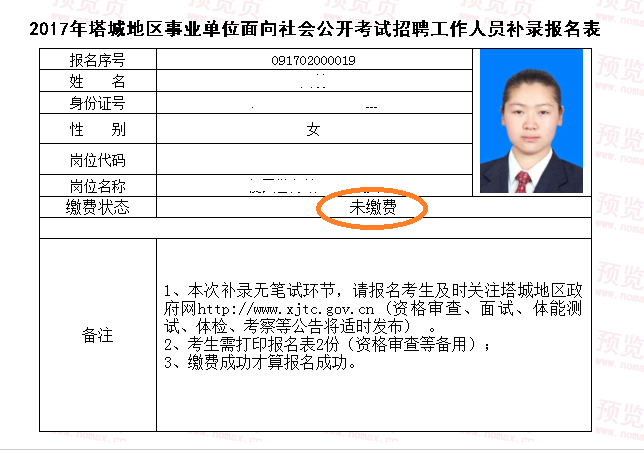 2017年塔城地区事业单位面向社会公开考试招聘工作人员补录报名表
报名序号 091702000019
姓 名
身份证号
性 别 女
岗位代码
岗位名称
缴费状态 未缴费
备注
1、本次补录无笔试环节，请报名考生及时关注塔城地区政
府网http://www.xjtc.gov.cn（资格审查、面试、体能测
试、体检、考察等公告将适时发布） 。
2、考生需打印报名表2份（资格审查等备用）；
3、缴费成功才算报名成功。
预览页
www.nomax.cn